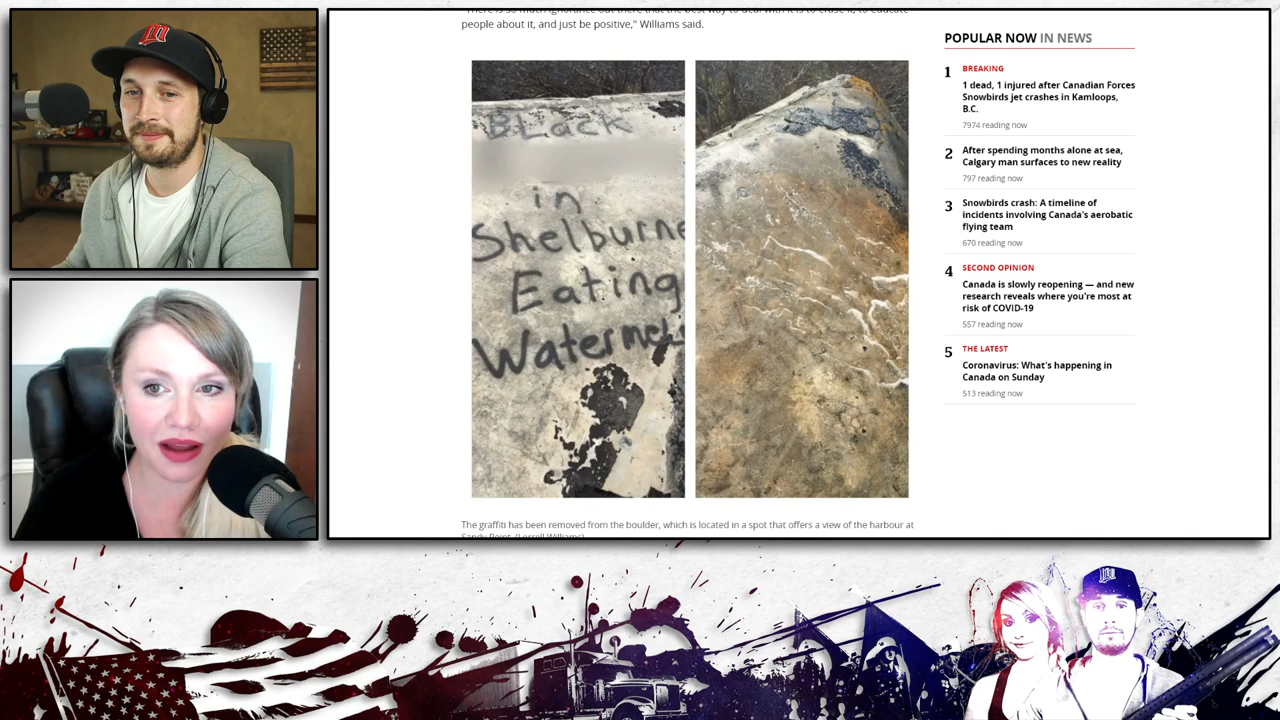 people about it, and just be positive," Williams said.
BLack
in
Shelburne
Eating
The graffiti has been removed from the boulder, which is located in a spot that offers a view of the harbour at
POPULAR NOW IN NEWS
1
BREAKING
1 dead, 1 injured after Canadian Forces
Snowbirds jet crashes in Kamloops,
B.C.
7974 reading now
2
After spending months alone at sea,
Calgary man surfaces to new reality
797 reading now
3
Snowbirds crash: A timeline of
incidents involving Canada's aerobatic
flying team
670 reading now
4
SECOND OPINION
Canada is slowly reopening — and new
research reveals where you're most at
risk of COVID-19
557 reading now
5
THE LATEST
Coronavirus: What's happening in
Canada on Sunday
513 reading now